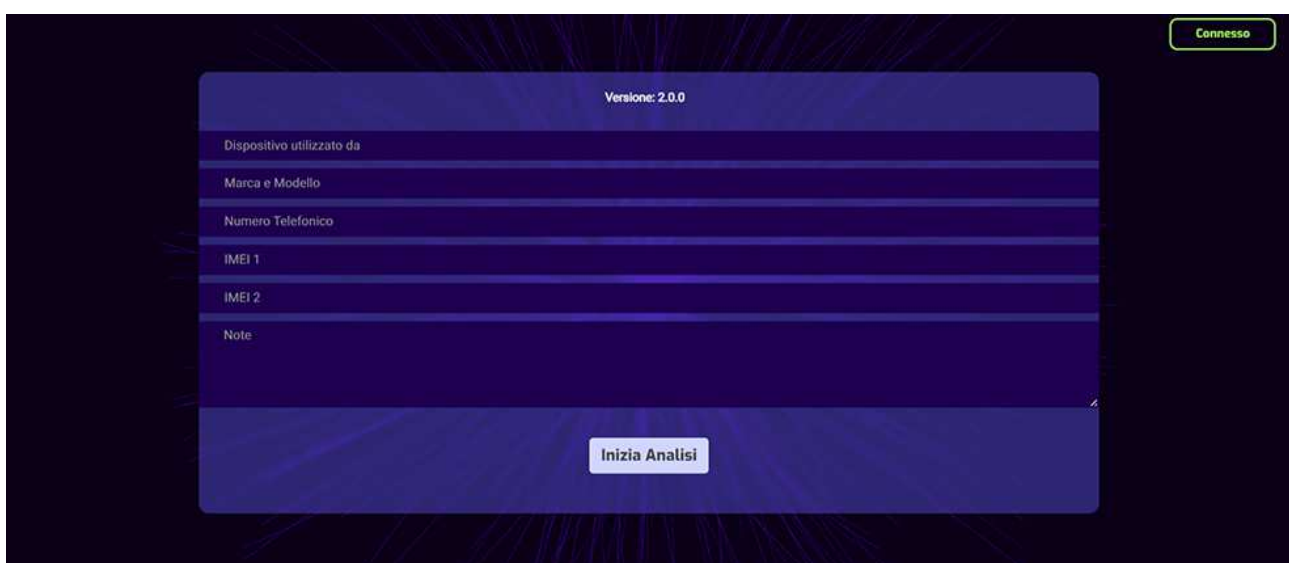 Connesso
Versione: 2.0.0
Dispositivo utilizzato da
Marca e Modello
Numero Telefonico
IMEI 1
IMEI 2
Note
Inizia Analisi